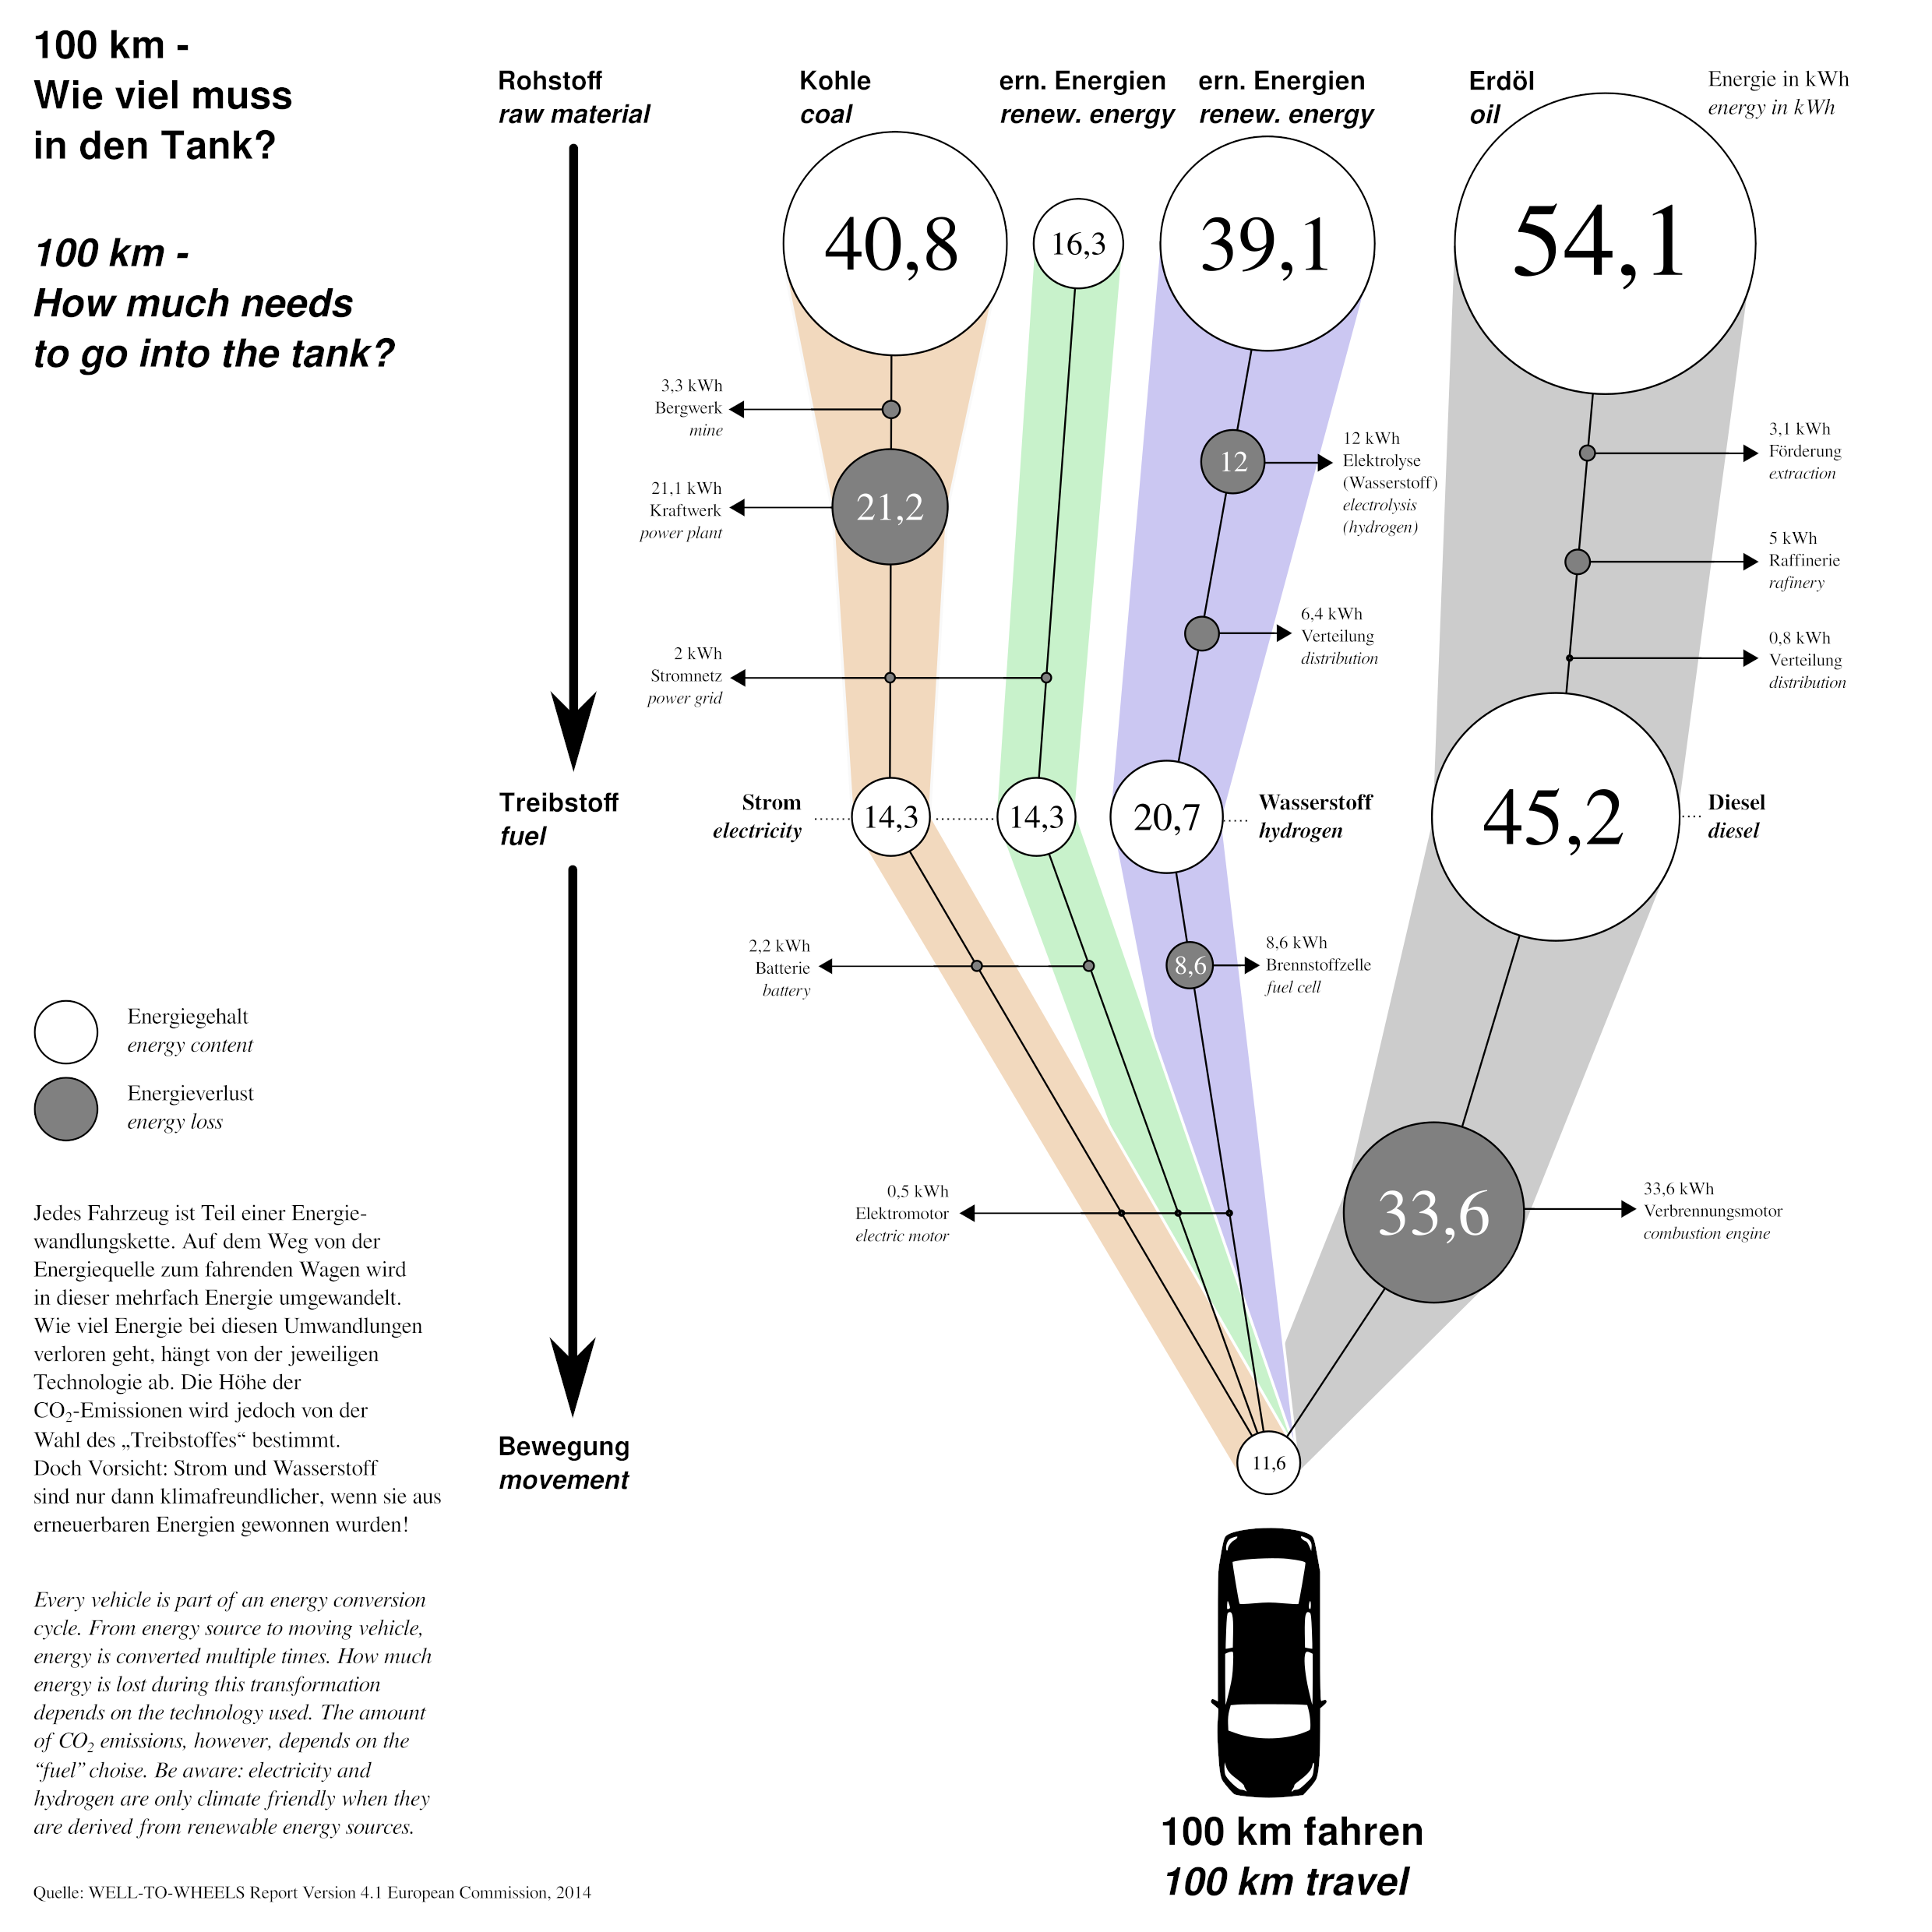 100 km -
Wie viel muss
in den Tank?
100 km -
How much needs
to go into the tank?
Rohstoff
raw material
Kohle
coal
ern. Energien
renew. energy
ern. Energien
renew. energy
Erdöl
oil
Energie in kWh
energy in kWh
40,8
16,3
39,1
54,1
3,3 kWh
Bergwerk
mine
21,1 kWh
Kraftwerk
power plant
21,2
12
12 kWh
Elektrolyse
(Wasserstoff)
electrolysis
(hydrogen)
3,1 kWh
Förderung
extraction
5 kWh
Raffinerie
rafinery
6,4 kWh
Verteilung
distribution
0,8 kWh
Verteilung
distribution
2 kWh
Stromnetz
power grid
Treibstoff
fuel
Strom
electricity
14,3
14,3
20,7
Wasserstoff
hydrogen
45,2
Diesel
diesel
2,2 kWh
Batterie
battery
8,6
8,6 kWh
Brennstoffzelle
fuel cell
0,5 kWh
Elektromotor
electric motor
33,6
33,6 kWh
Verbrennungsmotor
combustion engine
Bewegung
movement
11,6
100 km fahren
100 km travel
Energiegehalt
energy content
Energieverlust
energy loss
Jedes Fahrzeug ist Teil einer Energie-
wandlungskette. Auf dem Weg von der
Energiequelle zum fahrenden Wagen wird
in dieser mehrfach Energie umgewandelt.
Wie viel Energie bei diesen Umwandlungen
verloren geht, hängt von der jeweiligen
Technologie ab. Die Höhe der
CO₂-Emissionen wird jedoch von der
Wahl des „Treibstoffes“ bestimmt.
Doch Vorsicht: Strom und Wasserstoff
sind nur dann klimafreundlicher, wenn sie aus
erneuerbaren Energien gewonnen wurden!
Every vehicle is part of an energy conversion
cycle. From energy source to moving vehicle,
energy is converted multiple times. How much
energy is lost during this transformation
depends on the technology used. The amount
of CO₂ emissions, however, depends on the
“fuel” choise. Be aware: electricity and
hydrogen are only climate friendly when they
are derived from renewable energy sources.
Quelle: WELL-TO-WHEELS Report Version 4.1 European Commission, 2014